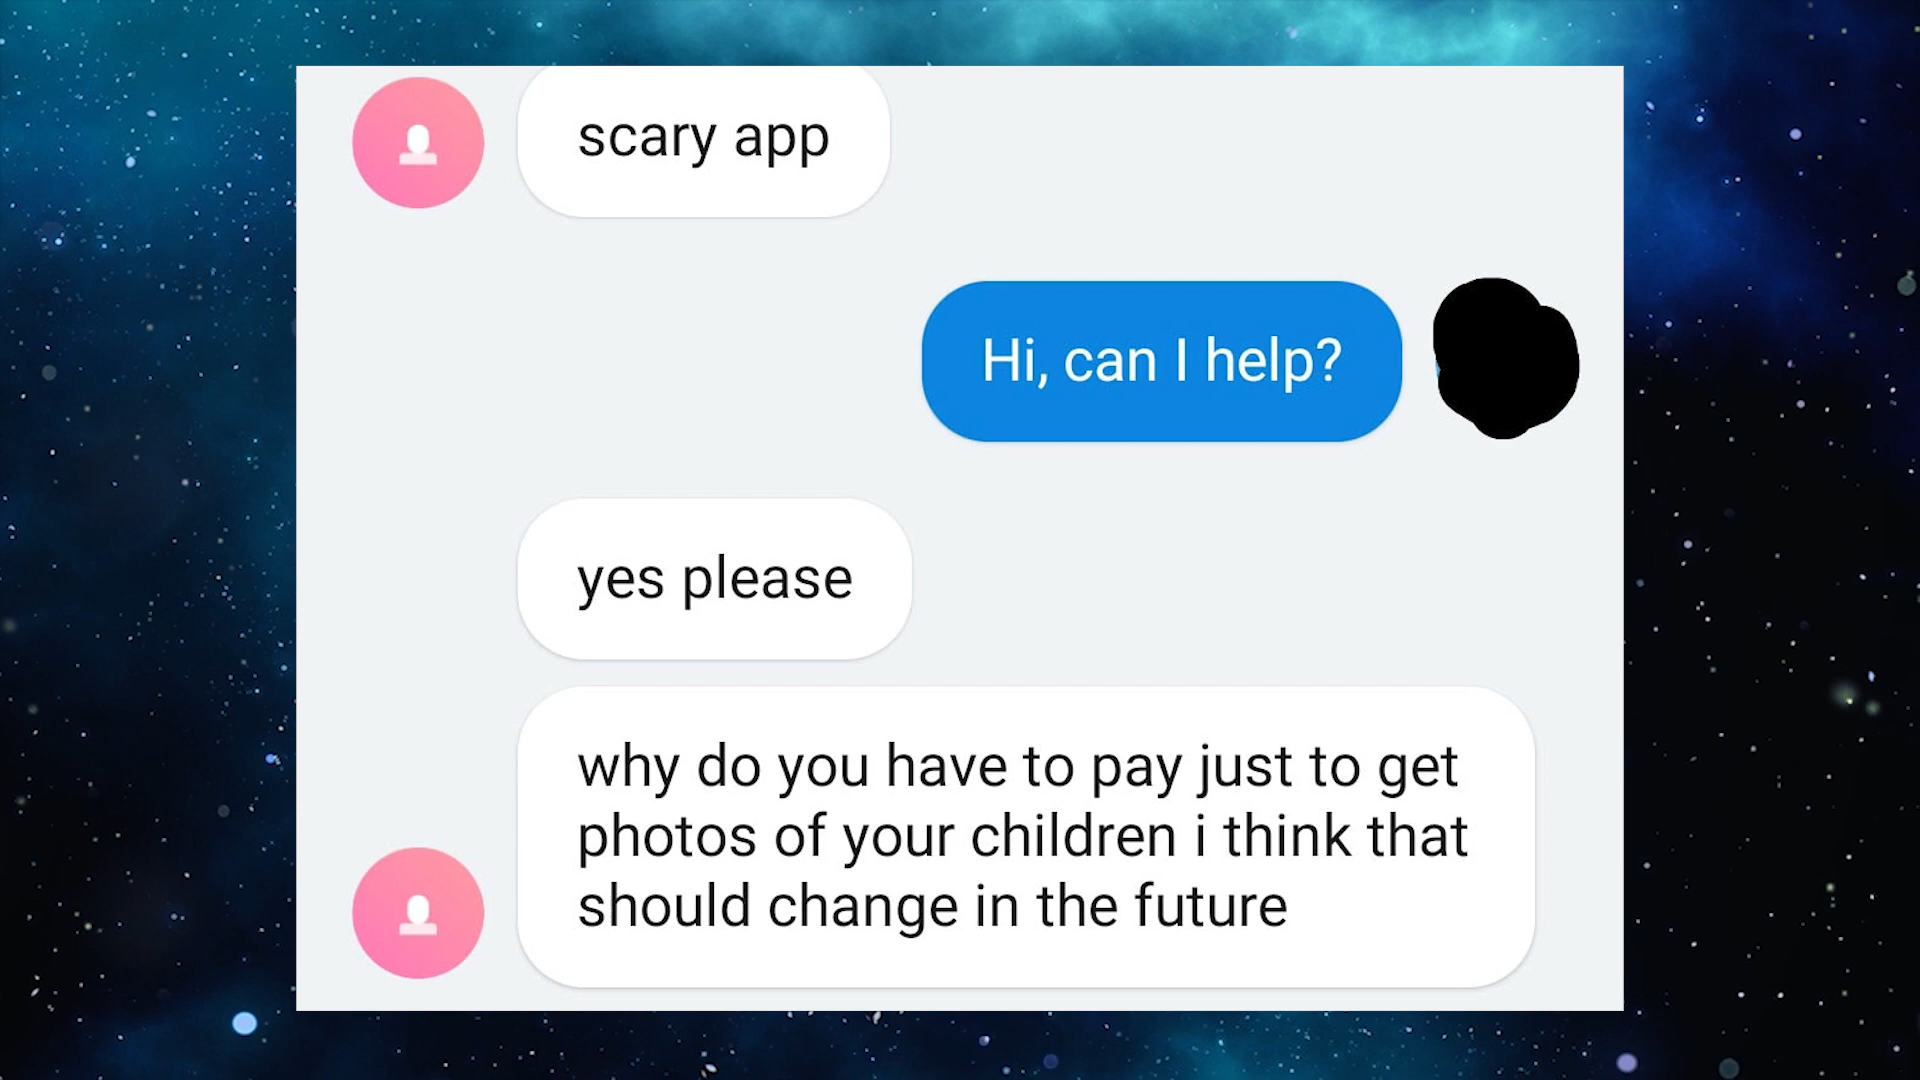 scary app
Hi, can I help?
yes please
why do you have to pay just to get
photos of your children i think that
should change in the future